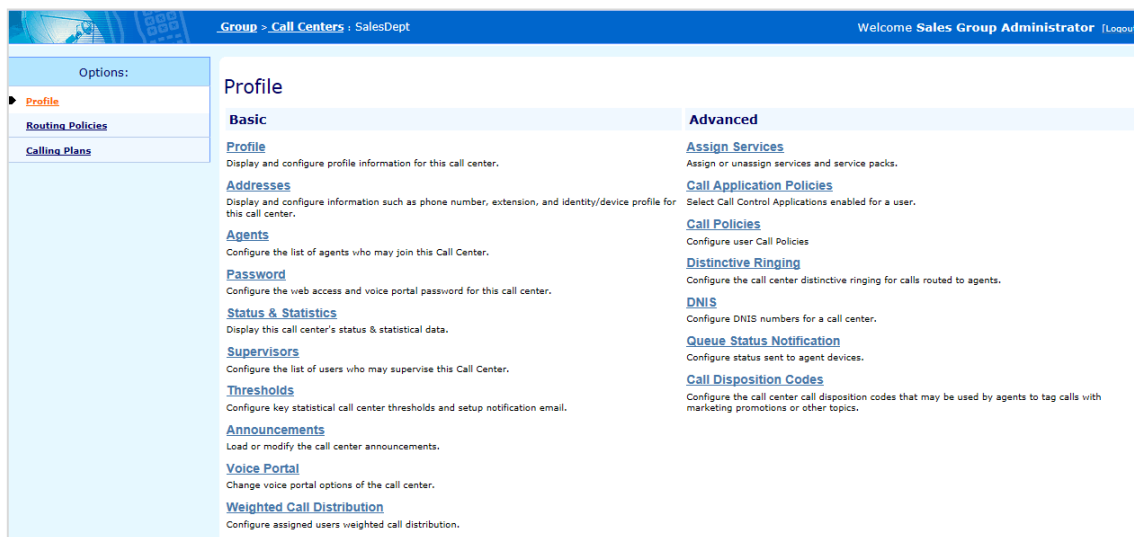 Group > Call Centers : SalesDept
Welcome Sales Group Administrator [Logout
Options:
Profile
Routing Policies
Calling Plans
Profile
Basic
Profile
Display and configure profile information for this call center.
Addresses
Display and configure information such as phone number, extension, and identity/device profile for
this call center.
Agents
Configure the list of agents who may join this Call Center.
Password
Configure the web access and voice portal password for this call center.
Status & Statistics
Display this call center's status & statistical data.
Supervisors
Configure the list of users who may supervise this Call Center.
Thresholds
Configure key statistical call center thresholds and setup notification email.
Announcements
Load or modify the call center announcements.
Voice Portal
Change voice portal options of the call center.
Weighted Call Distribution
Configure assigned users weighted call distribution.
Advanced
Assign Services
Assign or unassign services and service packs.
Call Application Policies
Select Call Control Applications enabled for a user.
Call Policies
Configure user Call Policies
Distinctive Ringing
Configure the call center distinctive ringing for calls routed to agents.
DNIS
Configure DNIS numbers for a call center.
Queue Status Notification
Configure status sent to agent devices.
Call Disposition Codes
Configure the call center call disposition codes that may be used by agents to tag calls with
marketing promotions or other topics.